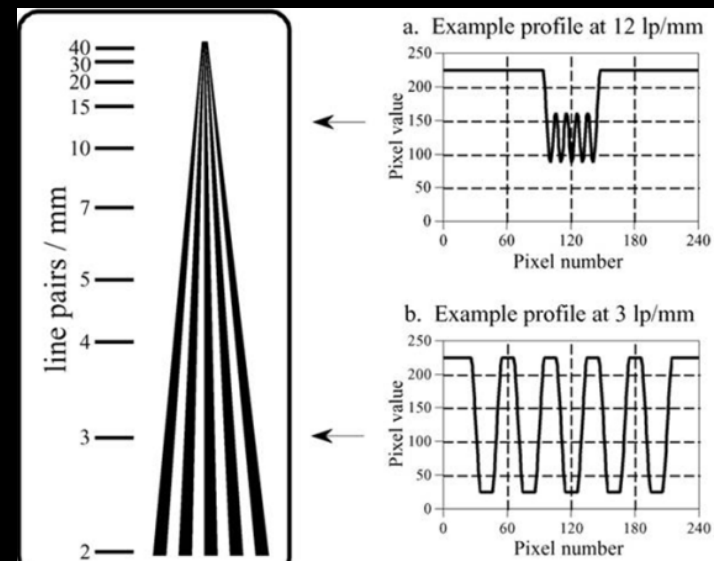 line pairs / mm
40
30
20
15
10
7
5
4
3
2
a. Example profile at 12 lp/mm
Pixel value
250
200
150
100
50
0
0 60 120 180 240
Pixel number
b. Example profile at 3 lp/mm
Pixel value
250
200
150
100
50
0
0 60 120 180 240
Pixel number